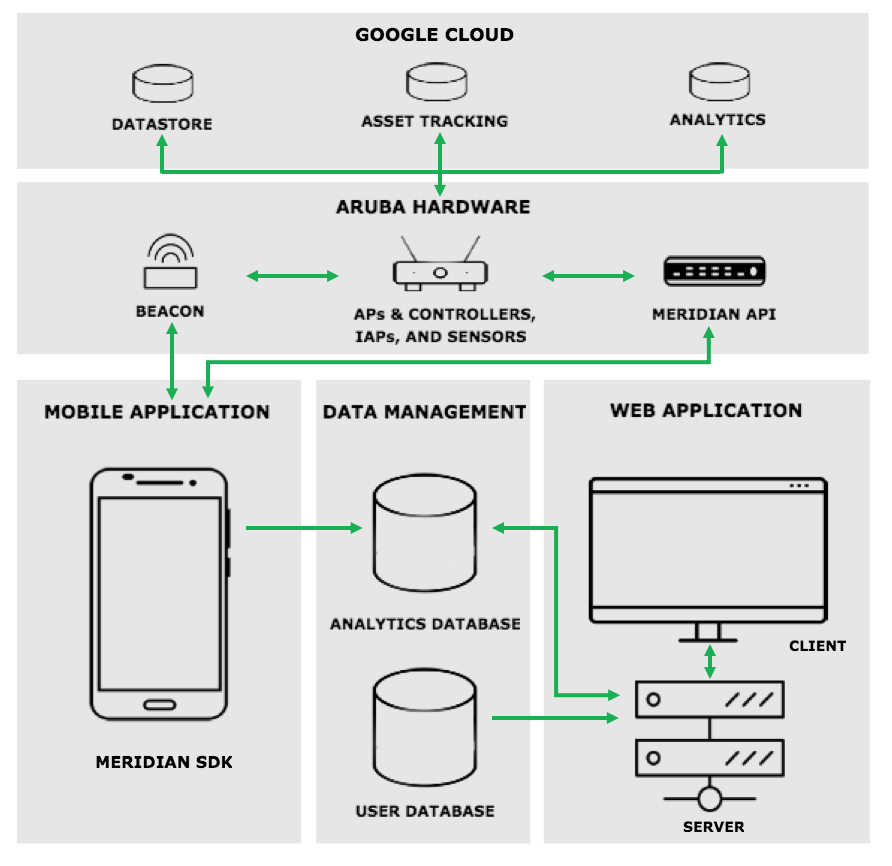 GOOGLE CLOUD
DATASTORE
ASSET TRACKING
ANALYTICS
ARUBA HARDWARE
BEACON
APs & CONTROLLERS,
IAPs, AND SENSORS
MERIDIAN API
MOBILE APPLICATION
MERIDIAN SDK
DATA MANAGEMENT
ANALYTICS DATABASE
USER DATABASE
WEB APPLICATION
CLIENT
SERVER